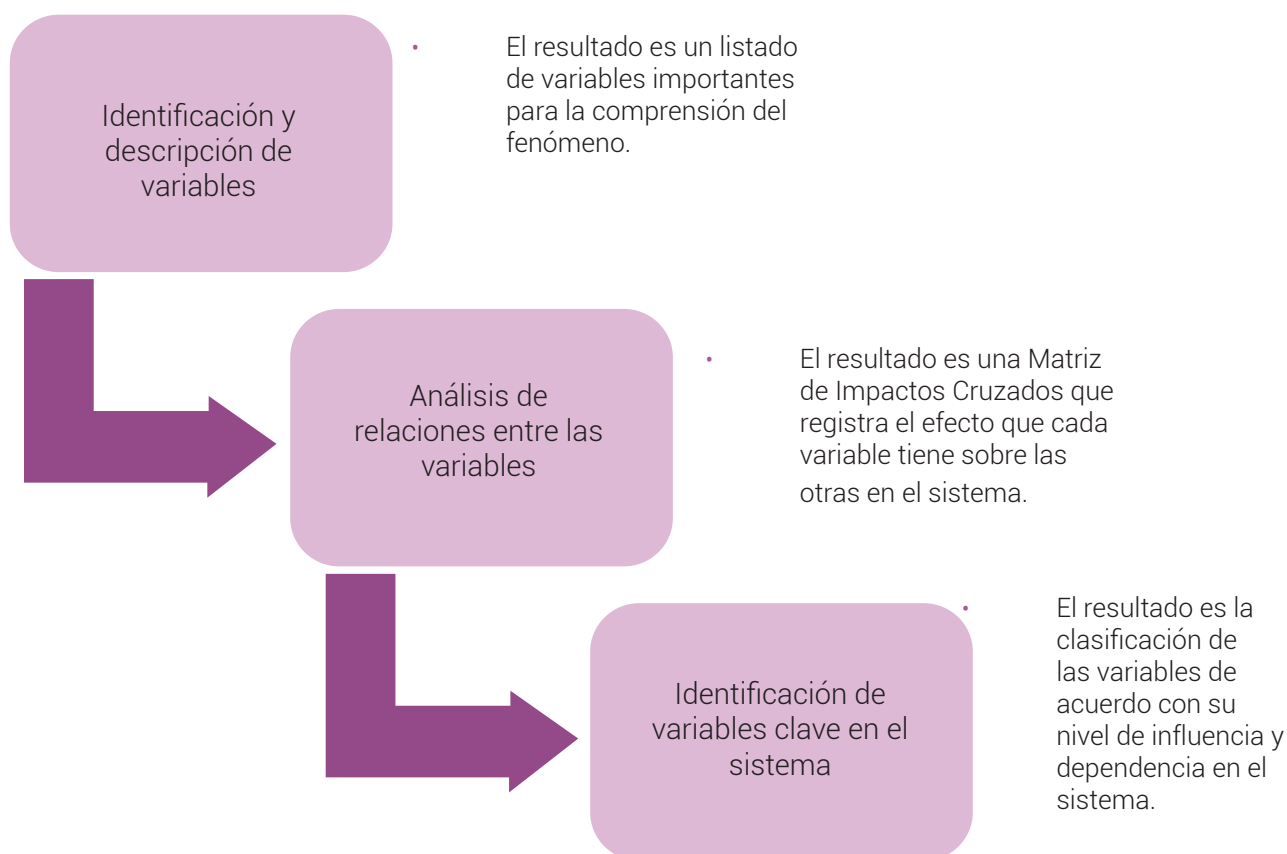 Identificación y
descripción de
variables
El resultado es un listado
de variables importantes
para la comprensión del
fenómeno.
Análisis de
relaciones entre las
variables
El resultado es una Matriz
de Impactos Cruzados que
registra el efecto que cada
variable tiene sobre las
otras en el sistema.
Identificación de
variables clave en el
sistema
El resultado es la
clasificación de
las variables de
acuerdo con su
nivel de influencia y
dependencia en el
sistema.